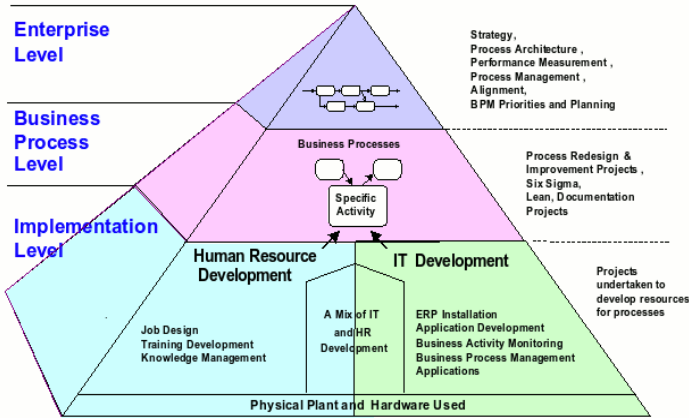 Enterprise
Level
Strategy,
Process Architecture ,
Performance Measurement ,
Process Management ,
Alignment,
BPM Priorities and Planning
Business
Process
Level
Business Processes
Specific
Activity
Process Redesign &
Improvement Projects ,
Six Sigma,
Lean, Documentation
Projects
Implementation
Level
Human Resource
Development
IT Development
Projects
undertaken to
develop resources
for processes
Job Design
Training Development
Knowledge Management
A Mix of IT
and HR
Development
ERP Installation
Application Development
Business Activity Monitoring
Business Process Management
Applications
Physical Plant and Hardware Used